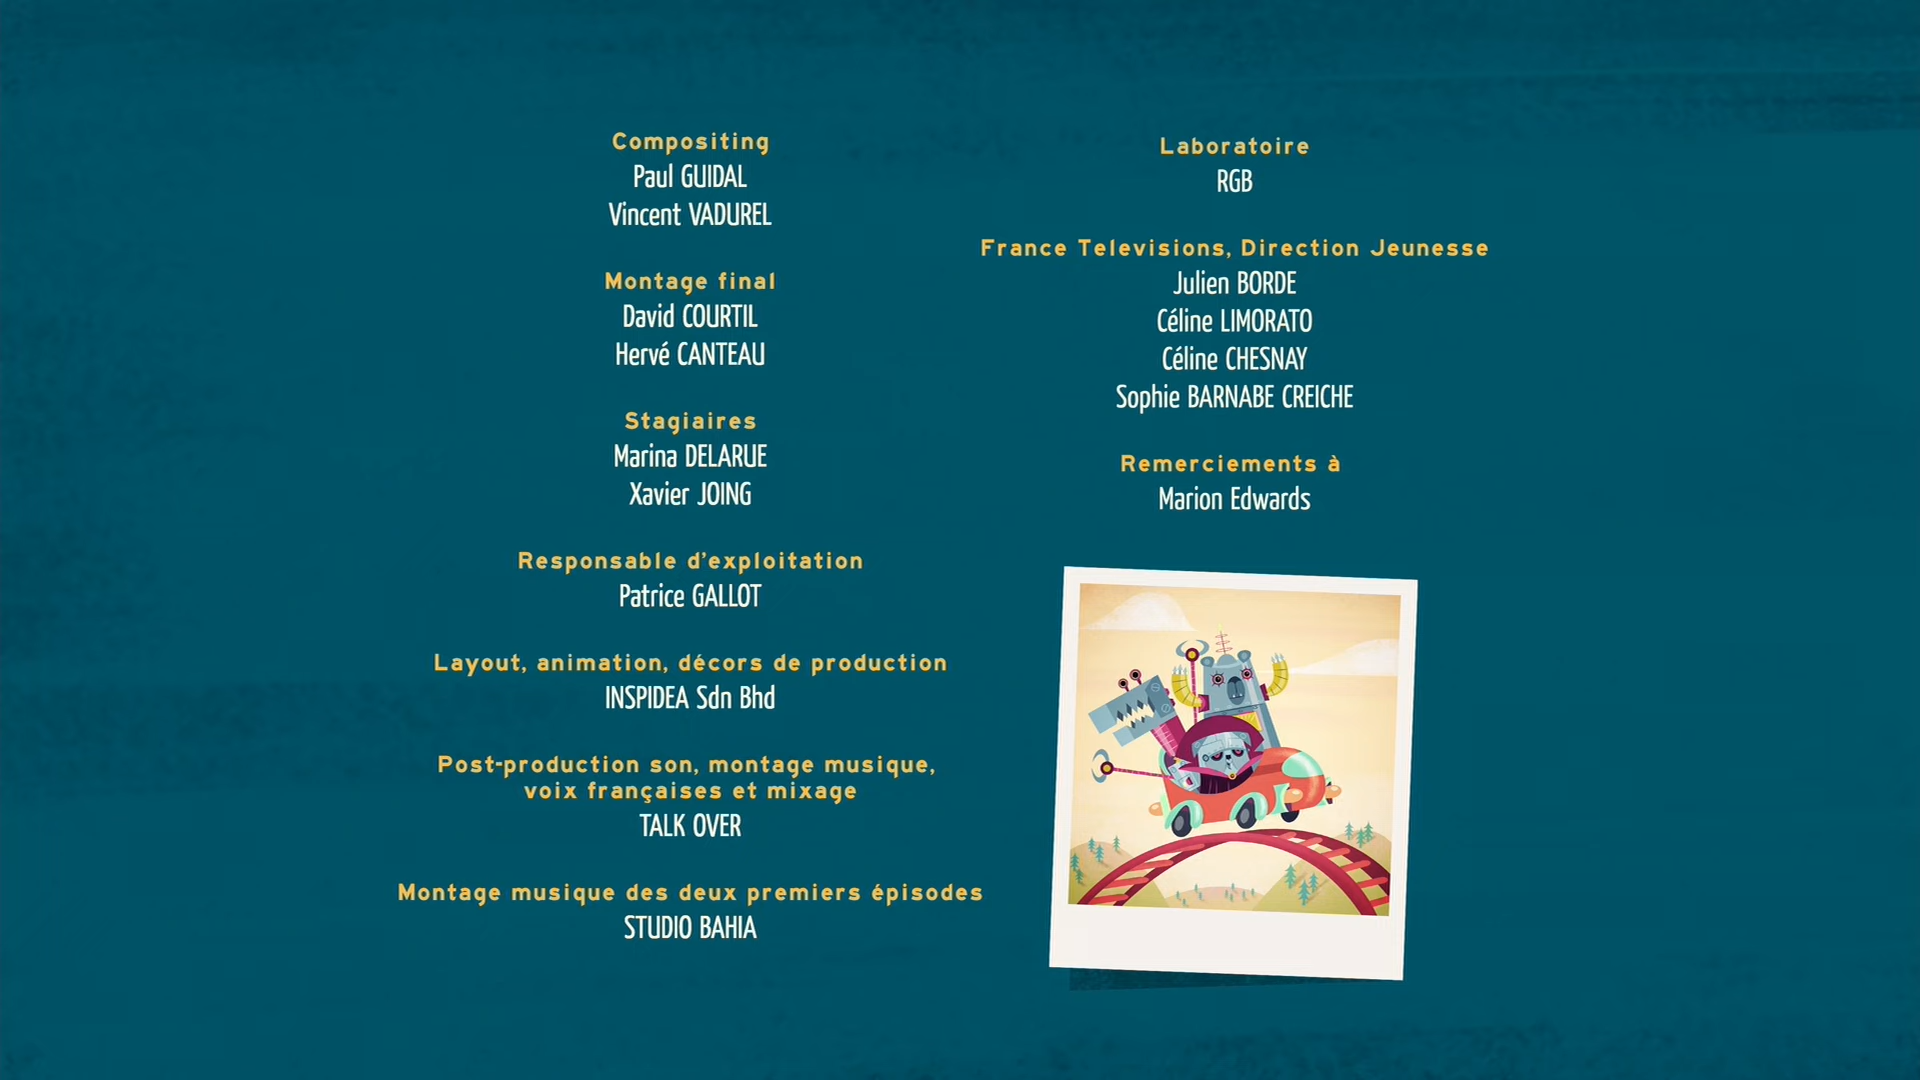 Compositing
Paul GUIDAL
Vincent VADUREL
Montage final
David COURTIL
Hervé CANTEAU
Stagiaires
Marina DELARUE
Xavier JOING
Responsable d'exploitation
Patrice GALLOT
Layout, animation, décors de production
INSPIDEA Sdn Bhd
Post-production son, montage musique,
voix françaises et mixage
TALK OVER
Montage musique des deux premiers épisodes
STUDIO BAHIA
Laboratoire
RGB
France Televisions, Direction Jeunesse
Julien BORDE
Céline LIMORATO
Céline CHESNAY
Sophie BARNABE CREICHE
Remerciements à
Marion Edwards